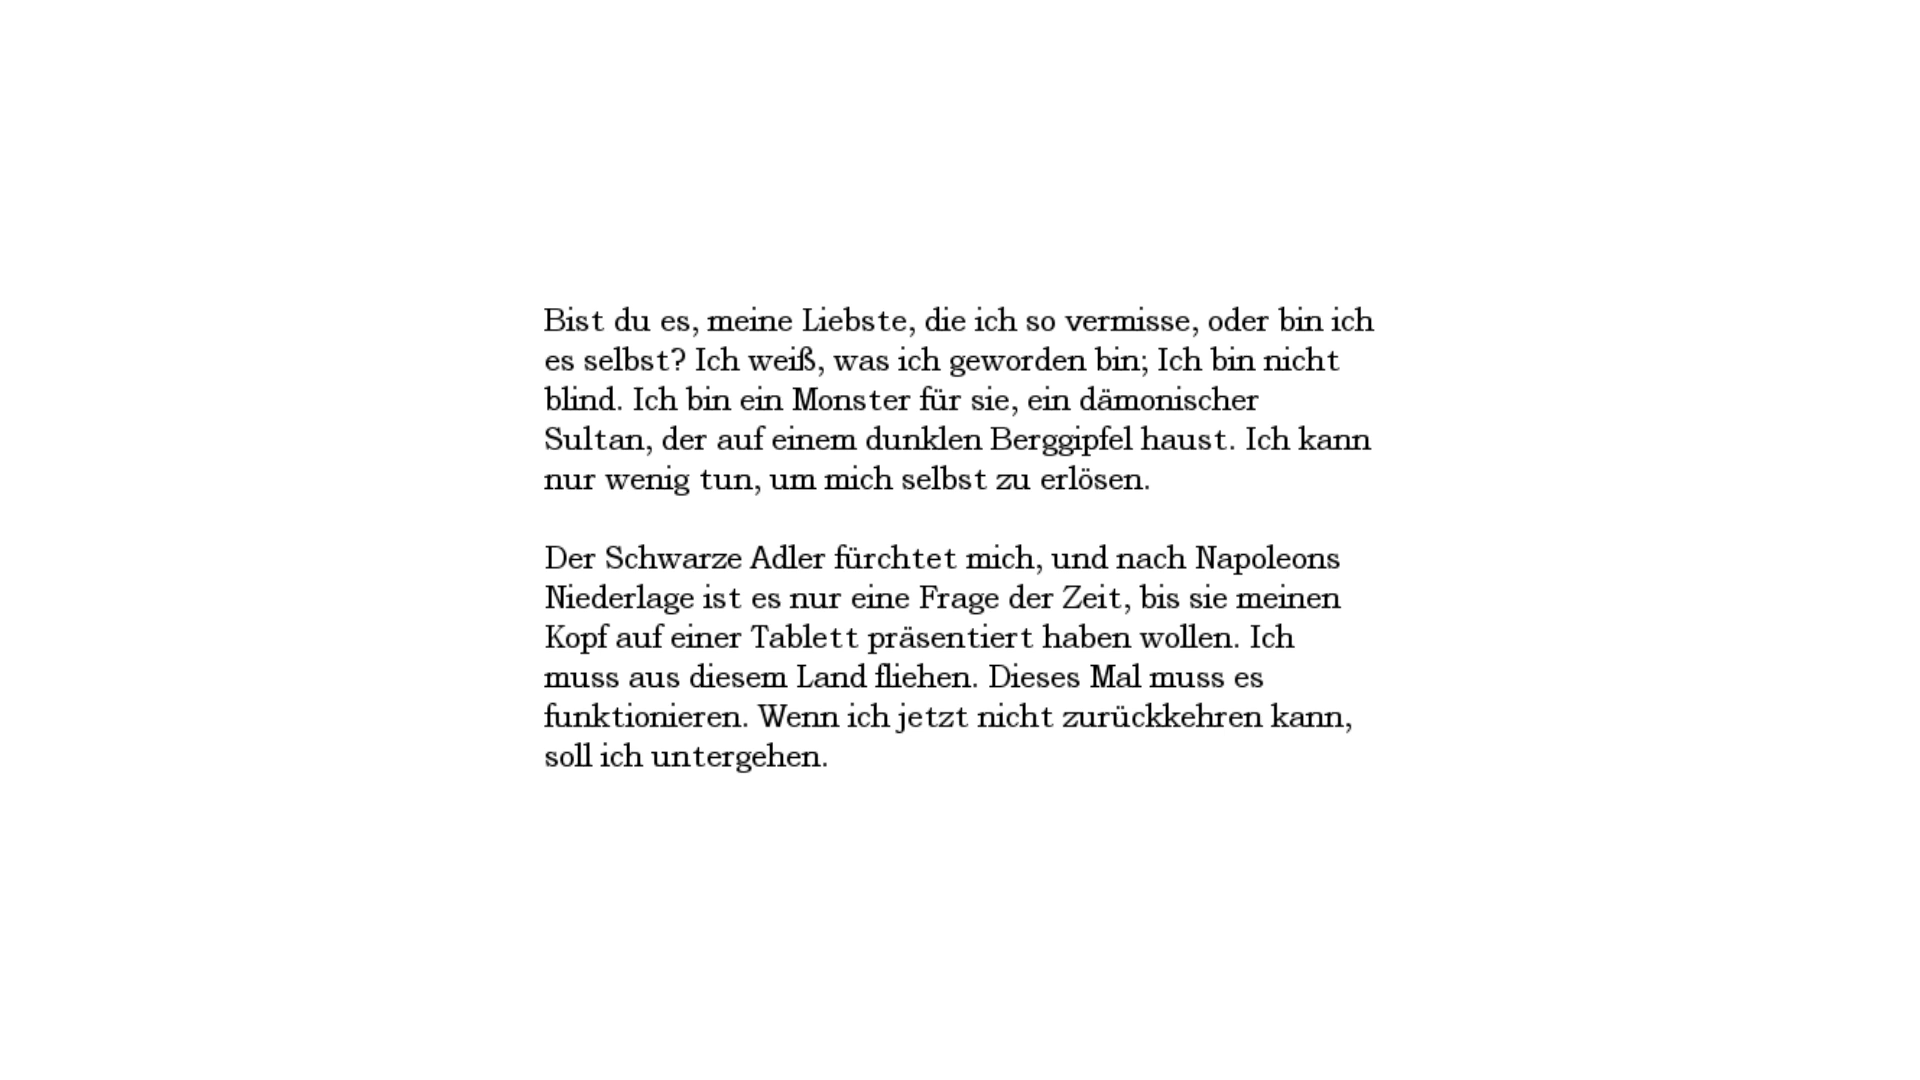 Bist du es, meine Liebste, die ich so vermisse, oder bin ich
es selbst? Ich weiß, was ich geworden bin; Ich bin nicht
blind. Ich bin ein Monster für sie, ein dämonischer
Sultan, der auf einem dunklen Berggipfel haust. Ich kann
nur wenig tun, um mich selbst zu erlösen.

Der Schwarze Adler fürchtet mich, und nach Napoleons
Niederlage ist es nur eine Frage der Zeit, bis sie meinen
Kopf auf einer Tablett präsentiert haben wollen. Ich
muss aus diesem Land fliehen. Dieses Mal muss es
funktionieren. Wenn ich jetzt nicht zurückkehren kann,
soll ich untergehen.